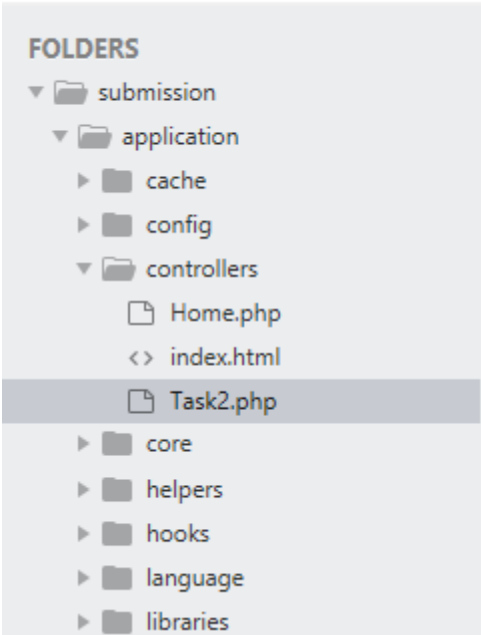 FOLDERS
submission
application
cache
config
controllers
Home.php
index.html
Task2.php
core
helpers
hooks
language
libraries